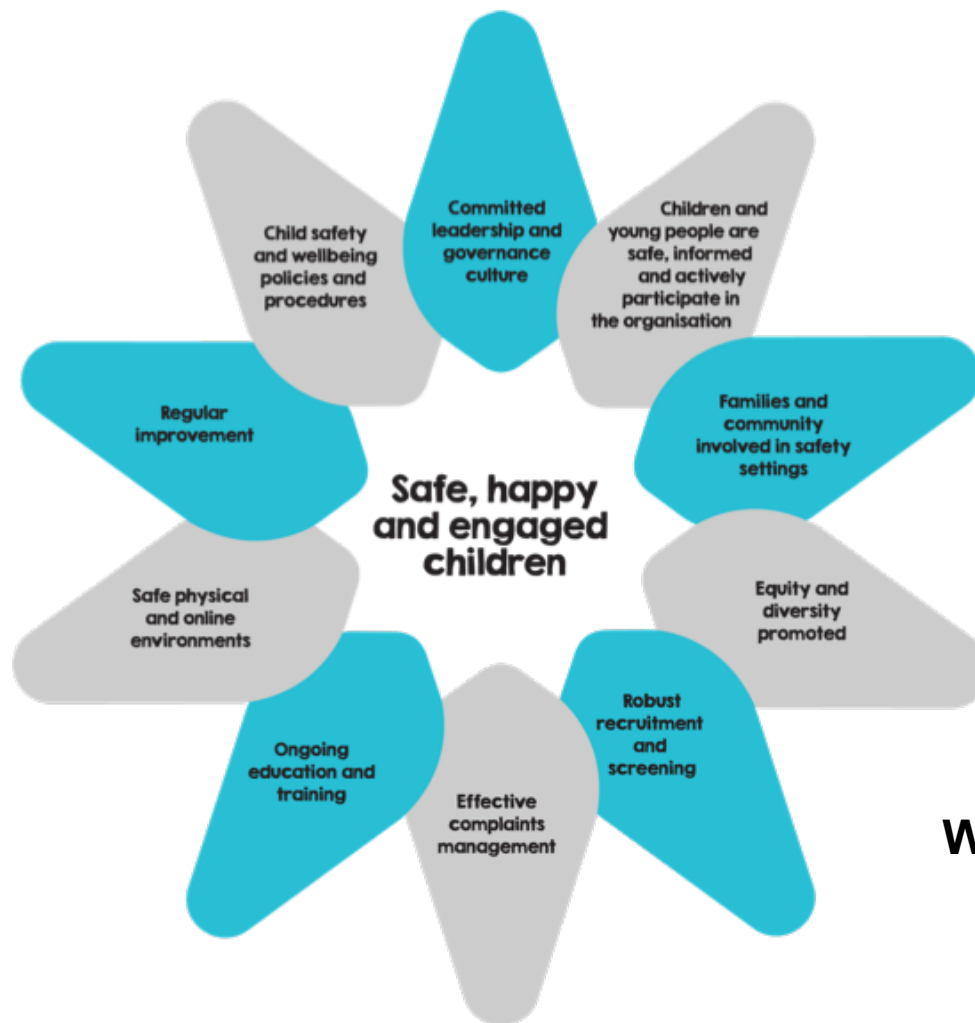 Committed
leadership and
governance
culture
Children and
young people are
safe, informed
and actively
participate in
the organisation
Families and
community
involved in safety
settings
Equity and
diversity
promoted
Robust
recruitment
and
screening
Effective
complaints
management
Ongoing
education and
training
Safe physical
and online
environments
Regular
improvement
Child safety
and wellbeing
policies and
procedures
Safe, happy
and engaged
children
W